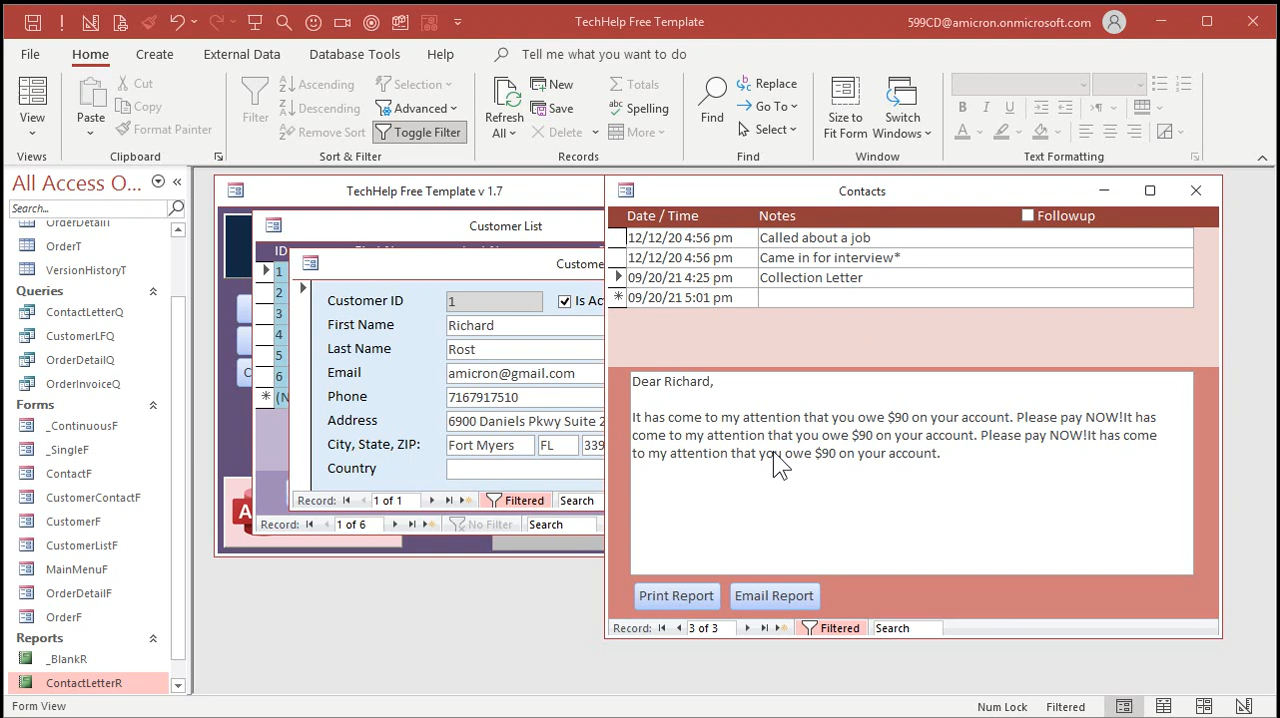 TechHelp Free Template
599CD@amicron.onmicrosoft.com
File
Home
Create
External Data
Database Tools
Help
Tell me what you want to do
View
Views
Paste
Cut
Copy
Format Painter
Clipboard
Filter
Ascending
Descending
Remove Sort
Selection
Advanced
Toggle Filter
Sort & Filter
Refresh
All
New
Save
Delete
Totals
Spelling
More
Records
Find
Replace
Go To
Select
Find
Size to
Fit Form
Switch
Windows
Window
B I U
A
Text Formatting
All Access O...
Search...
OrderDetailT
OrderT
VersionHistoryT
Queries
ContactLetterQ
CustomerLFQ
OrderDetailQ
OrderInvoiceQ
Forms
_ContinuousF
_SingleF
ContactF
CustomerContactF
CustomerF
CustomerListF
MainMenuF
OrderDetailF
OrderF
Reports
_BlankR
ContactLetterR
TechHelp Free Template v 1.7
C
A
Customer List
ID
1
2
3
4
5
6
(N
Record: 1 of 6 No Filter Search
Custome
Customer ID 1 Is Ac
First Name Richard
Last Name Rost
Email amicron@gmail.com
Phone 7167917510
Address 6900 Daniels Pkwy Suite 2
City, State, ZIP: Fort Myers FL 339
Country
Record: 1 of 1 Filtered Search
Contacts
Date / Time Notes Followup
12/12/20 4:56 pm Called about a job
12/12/20 4:56 pm Came in for interview*
09/20/21 4:25 pm Collection Letter
09/20/21 5:01 pm
Dear Richard,
It has come to my attention that you owe $90 on your account. Please pay NOW!It has
come to my attention that you owe $90 on your account. Please pay NOW!It has come
to my attention that you owe $90 on your account.
Print Report Email Report
Record: 3 of 3 Filtered Search
Form View
Num Lock Filtered